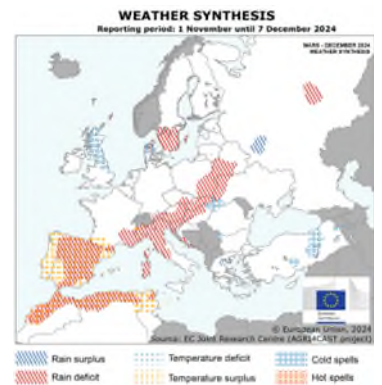 WEATHER SYNTHESIS
Reporting period: 1 November until 7 December 2024
MARS - DECEMBER 2024
WEATHER SYNTHESIS
© European Union, 2024
Source: EC Joint Research Centre (AGRI4CAST project)
Rain surplus Temperature deficit Cold spells
Rain deficit Temperature surplus Hot spells